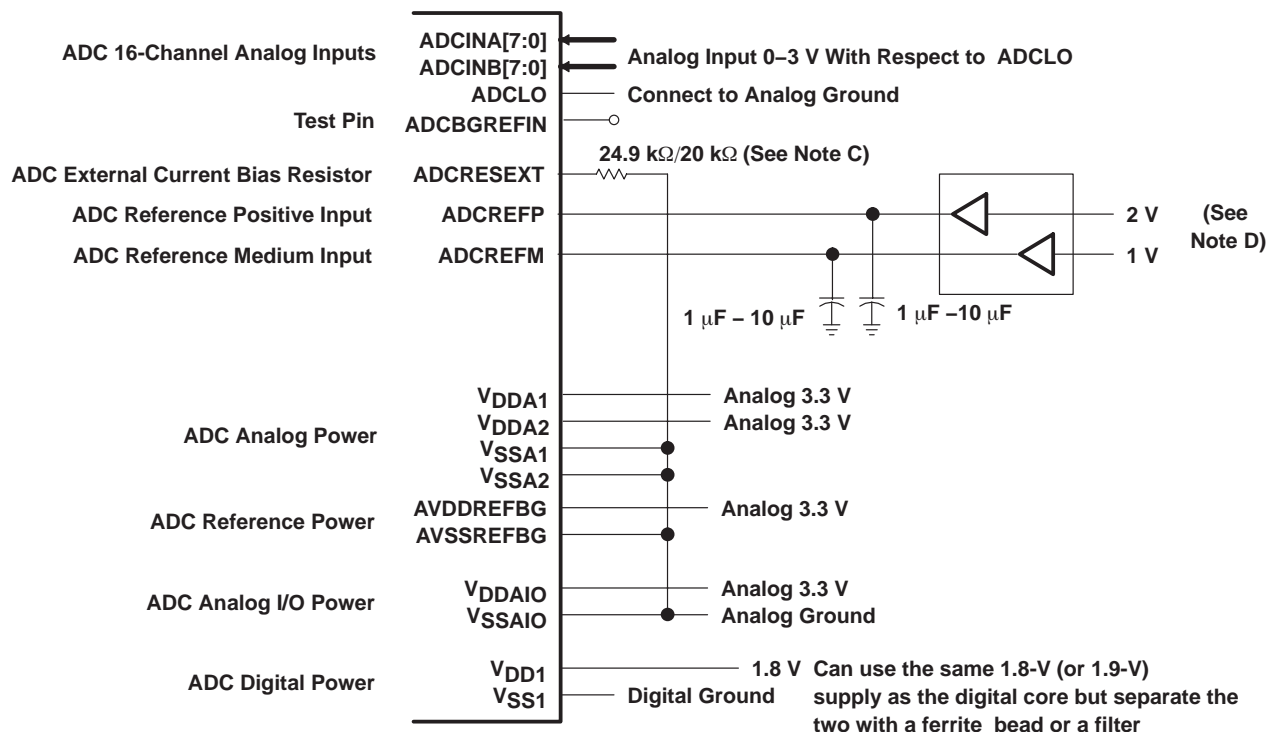 ADC 16-Channel Analog Inputs
ADCINA[7:0]
ADCINB[7:0]
Analog Input 0–3 V With Respect to ADCLO
ADCLO
Connect to Analog Ground
Test Pin
ADCBGREFIN
24.9 kΩ/20 kΩ (See Note C)
ADC External Current Bias Resistor
ADCRESEXT
ADC Reference Positive Input
ADCREFP
2 V
(See
Note D)
ADC Reference Medium Input
ADCREFM
1 V
1 μF – 10 μF
1 μF –10 μF
ADC Analog Power
VDDA1
Analog 3.3 V
VDDA2
Analog 3.3 V
VSSA1
VSSA2
ADC Reference Power
AVDDREFBG
Analog 3.3 V
AVSSREFBG
ADC Analog I/O Power
VDDAIO
Analog 3.3 V
VSSAIO
Analog Ground
ADC Digital Power
VDD1
1.8 V
Can use the same 1.8-V (or 1.9-V)
VSS1
Digital Ground
supply as the digital core but separate the
two with a ferrite bead or a filter